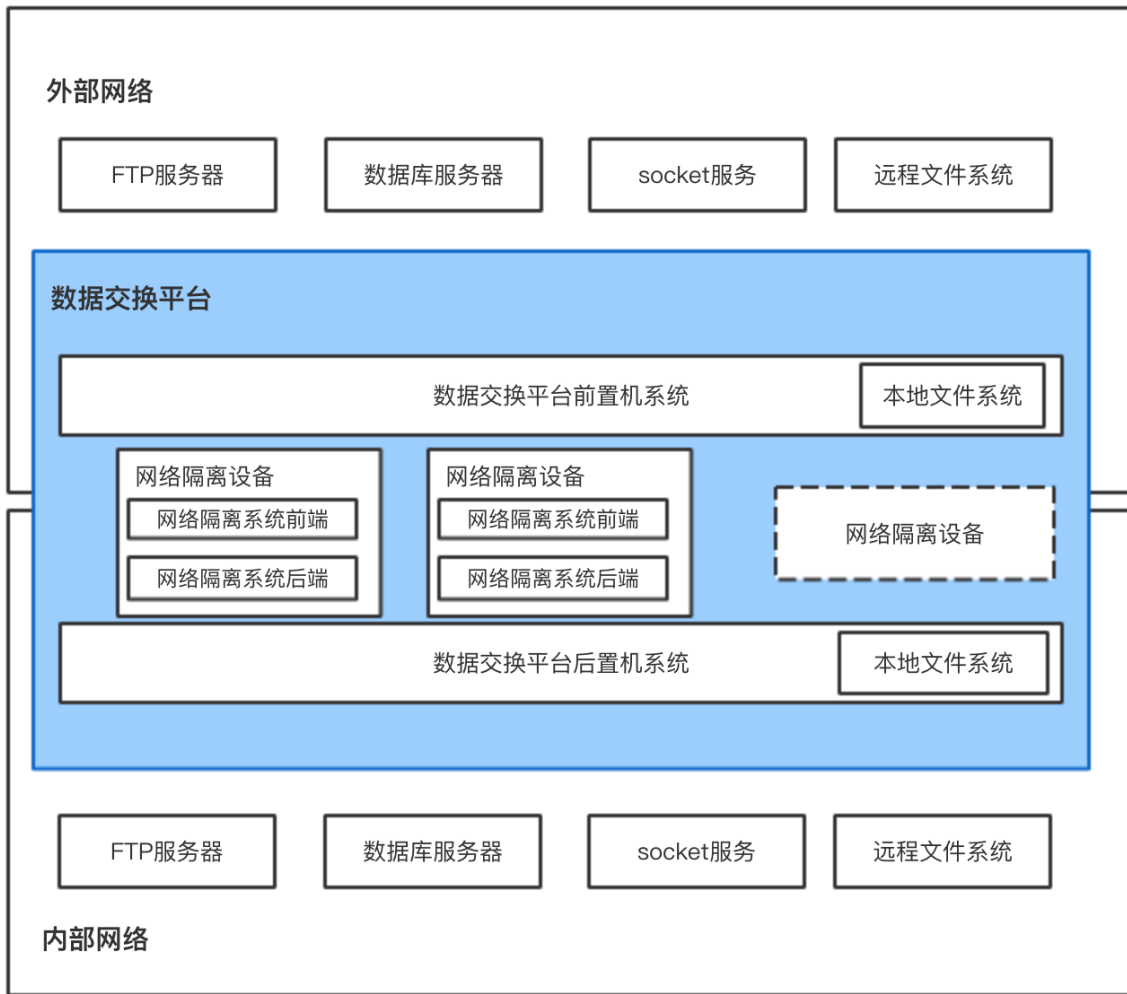 外部网络
FTP服务器
数据库服务器
socket服务
远程文件系统
数据交换平台
数据交换平台前置机系统
本地文件系统
网络隔离设备
网络隔离系统前端
网络隔离系统后端
网络隔离设备
网络隔离系统前端
网络隔离系统后端
网络隔离设备
数据交换平台后置机系统
本地文件系统
FTP服务器
数据库服务器
socket服务
远程文件系统
内部网络